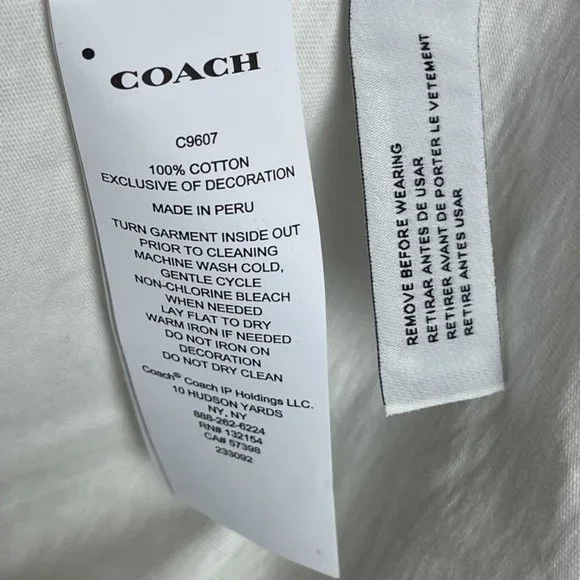 COACH
C9607
100% COTTON
EXCLUSIVE OF DECORATION
MADE IN PERU
TURN GARMENT INSIDE OUT
PRIOR TO CLEANING
MACHINE WASH COLD,
GENTLE CYCLE
NON-CHLORINE BLEACH
WHEN NEEDED
LAY FLAT TO DRY
WARM IRON IF NEEDED
DO NOT IRON ON
DECORATION
DO NOT DRY CLEAN
Coach® Coach IP Holdings LLC.
10 HUDSON YARDS
NY, NY
888-262-6224
RN# 132154
CA# 57398
233092
REMOVE BEFORE WEARING
RETIRAR ANTES DE USAR
RETIRER AVANT DE PORTER LE VETEMENT
RETIRE ANTES USAR